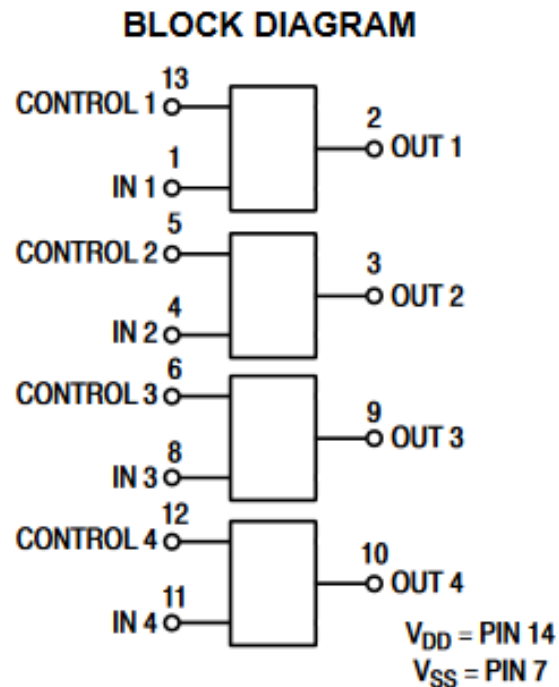 BLOCK DIAGRAM
13
CONTROL 1
2
OUT 1
1
IN 1
5
CONTROL 2
3
OUT 2
4
IN 2
6
CONTROL 3
9
OUT 3
8
IN 3
12
CONTROL 4
10
OUT 4
11
IN 4
VDD = PIN 14
VSS = PIN 7